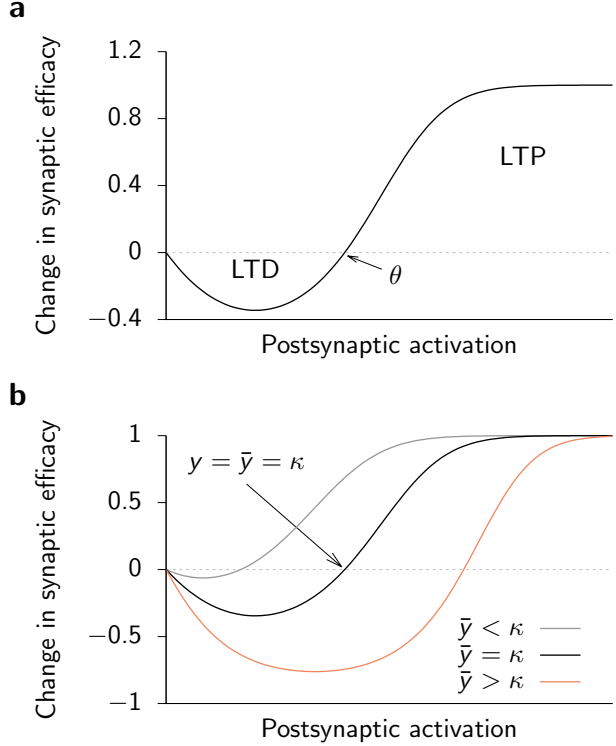 a
Change in synaptic efficacy
1.2
0.8
0.4
0
−0.4
LTP
LTD
θ
Postsynaptic activation
b
Change in synaptic efficacy
1
0.5
0
−0.5
−1
y = ȳ = κ
ȳ < κ
ȳ = κ
ȳ > κ
Postsynaptic activation